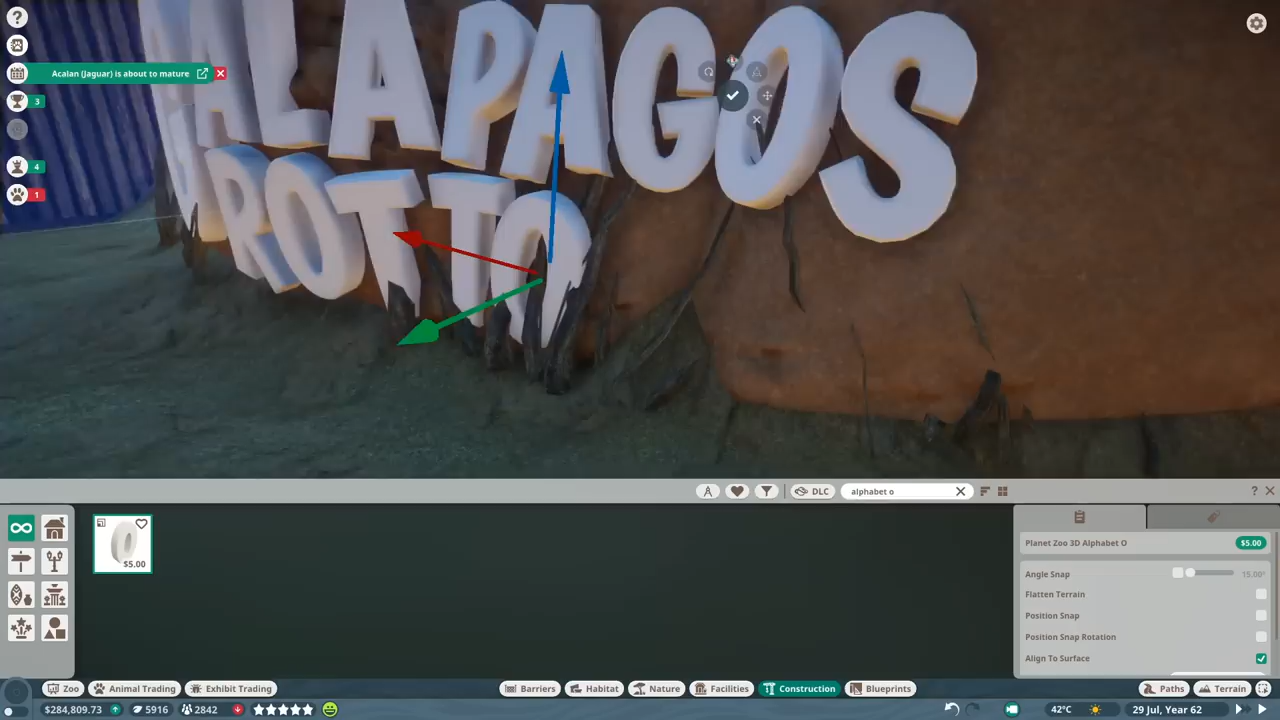 GALAPAGOS
GROTTO
?
Acalan (Jaguar) is about to mature
3
4
1
DLC
alphabet o
?
$5.00
Planet Zoo 3D Alphabet O
$5.00
Angle Snap
15.00°
Flatten Terrain
Position Snap
Position Snap Rotation
Align To Surface
Zoo
Animal Trading
Exhibit Trading
Barriers
Habitat
Nature
Facilities
Construction
Blueprints
Paths
Terrain
$284,809.73
5916
2842
42°C
29 Jul, Year 62